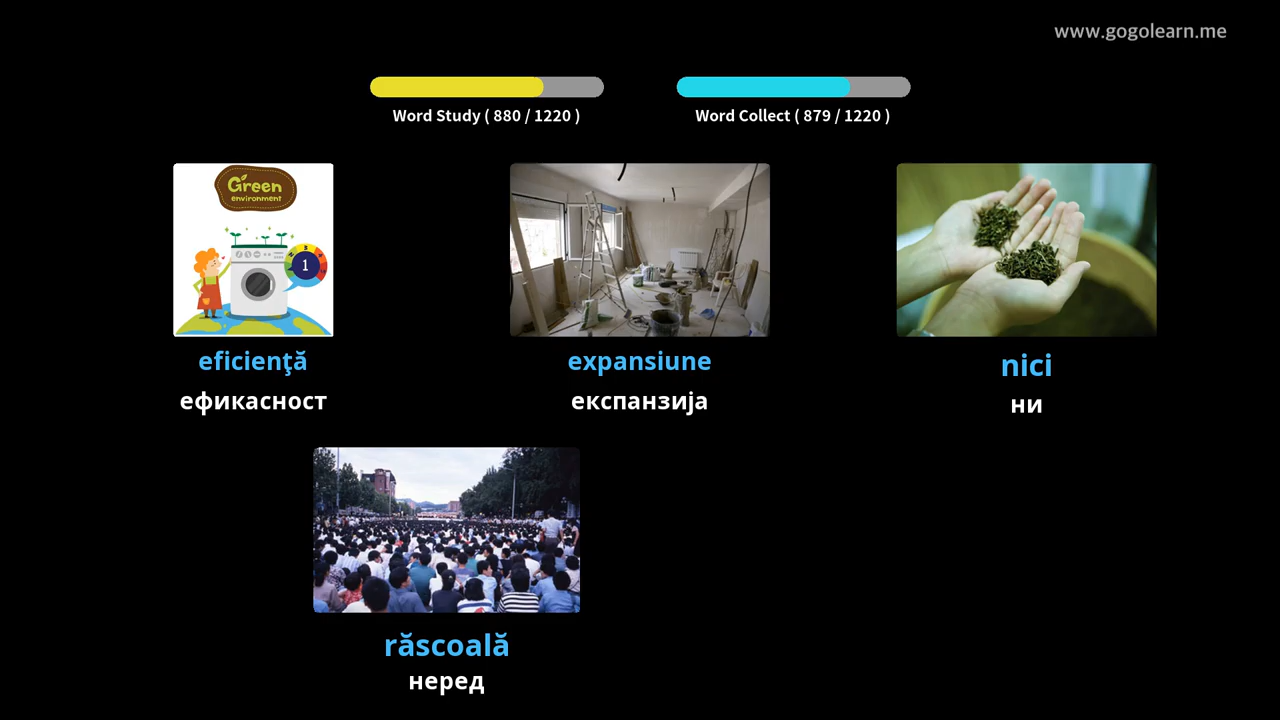 www.gogolearn.me
Word Study ( 880 / 1220 )
Word Collect ( 879 / 1220 )
Green
environment
1
eficienţă
ефикасност
expansiune
експанзија
nici
ни
răscoală
неред